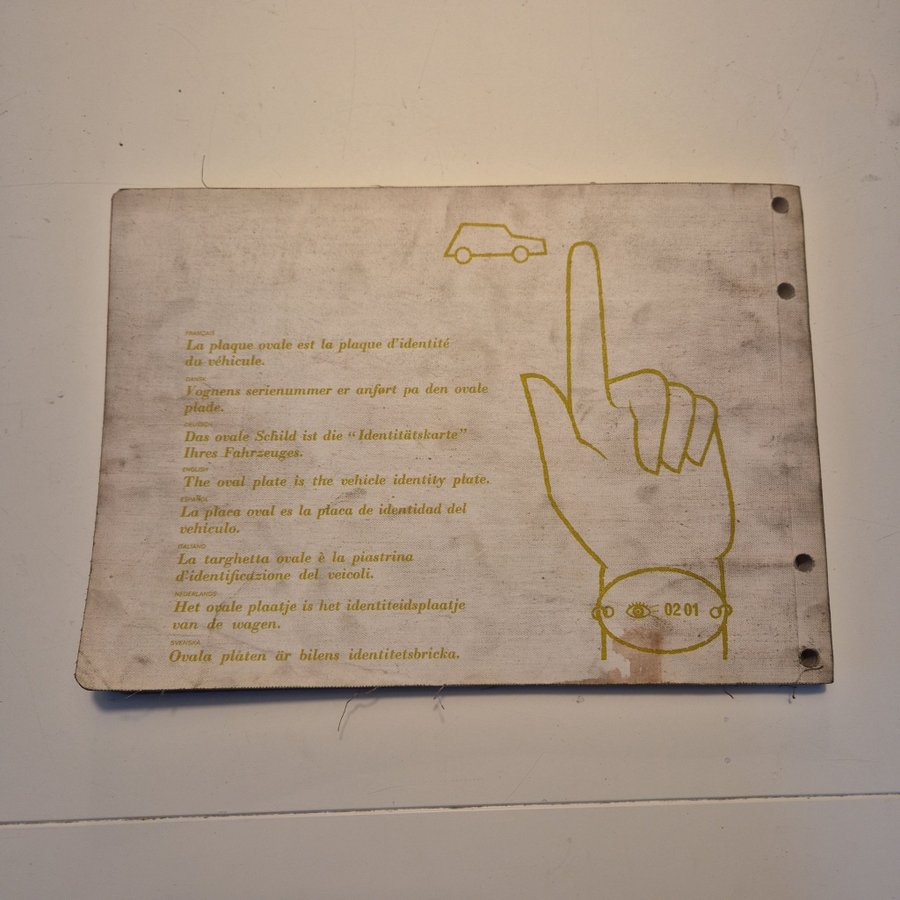 FRANÇAIS
La plaque ovale est la plaque d'identité
du véhicule.
DANSK
Vognens serienummer er anført pa den ovale
plade.
DEUTSCH
Das ovale Schild ist die “Identitätskarte”
Ihres Fahrzeuges.
ENGLISH
The oval plate is the vehicle identity plate.
ESPAÑOL
La placa oval es la placa de identidad del
vehiculo.
ITALIANO
La targhetta ovale è la piastrina
d'identificazione del veicoli.
NEDERLANDS
Het ovale plaatje is het identiteidsplaatje
van de wagen.
SVENSKA
Ovala plåten är bilens identitetsbricka.
02 01